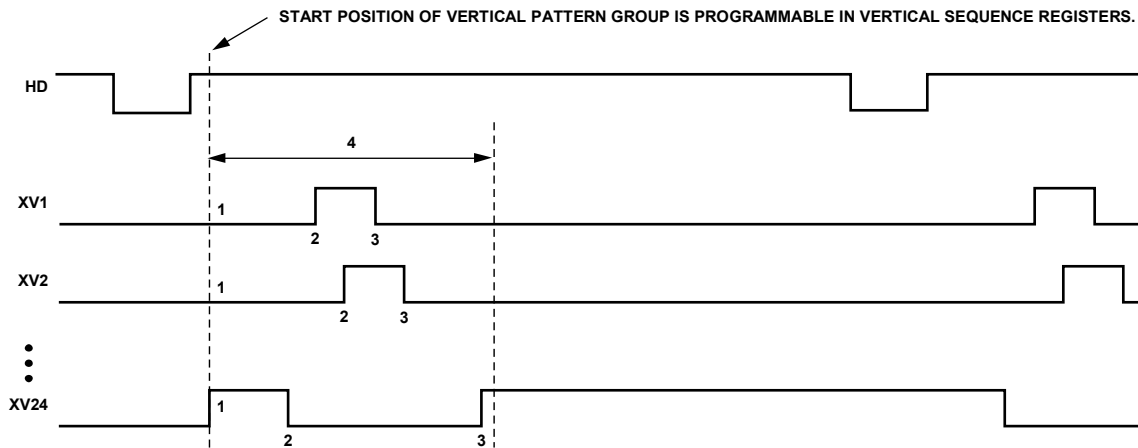 START POSITION OF VERTICAL PATTERN GROUP IS PROGRAMMABLE IN VERTICAL SEQUENCE REGISTERS.
HD
4
XV1
1
2
3
XV2
1
2
3
XV24
1
2
3